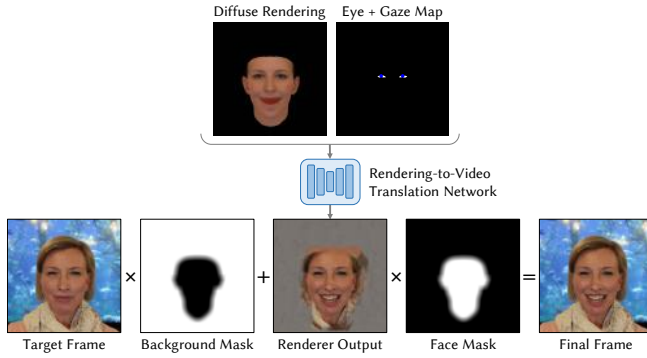 Diffuse Rendering
Eye + Gaze Map
Rendering-to-Video
Translation Network
× + × =
Target Frame
Background Mask
Renderer Output
Face Mask
Final Frame